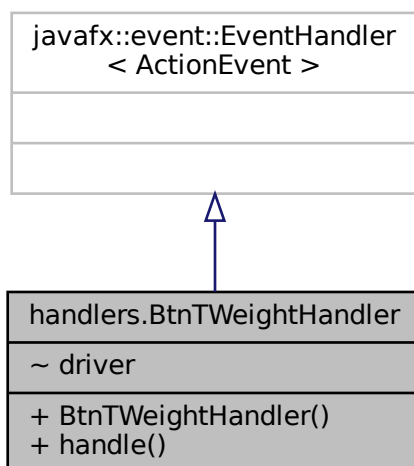 javafx::event::EventHandler
< ActionEvent >
handlers.BtnTWeightHandler
~ driver
+ BtnTWeightHandler()
+ handle()